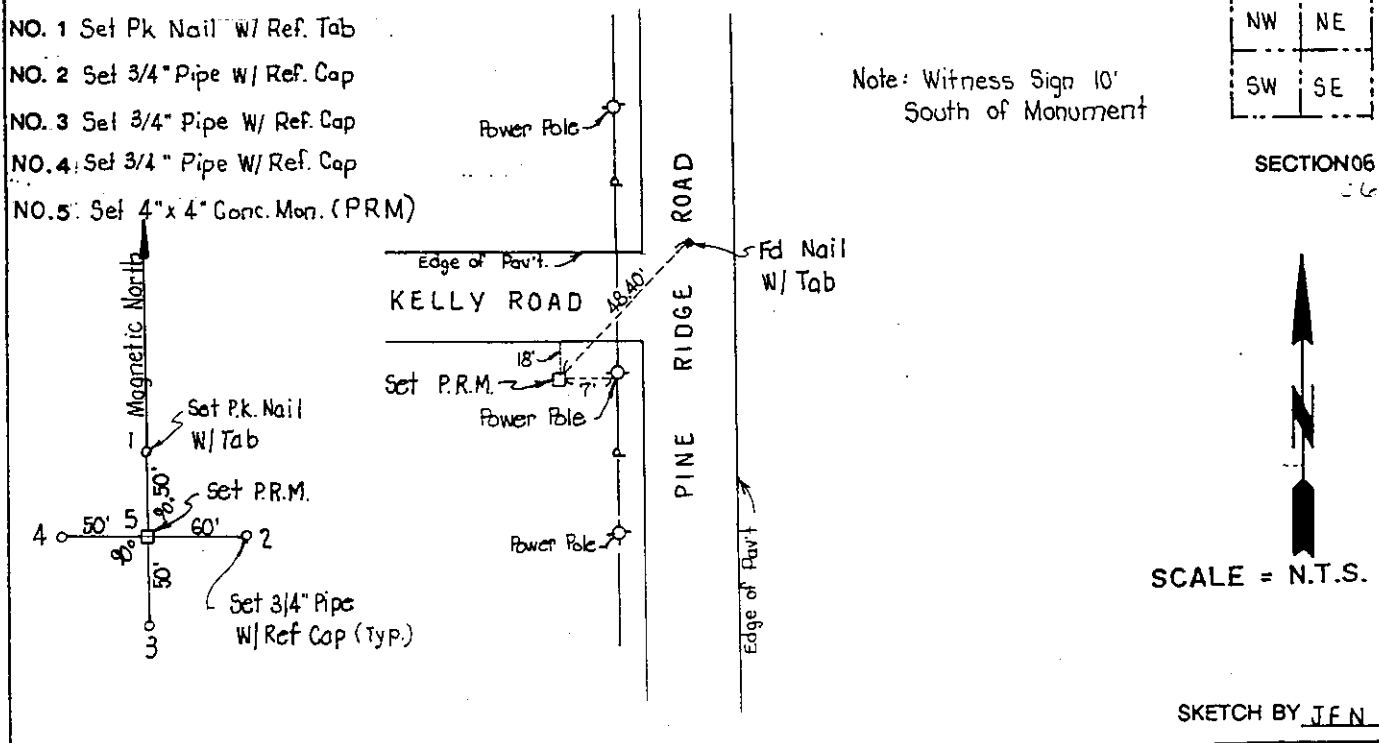 NO. 1 Set Pk Nail W/ Ref. Tab
NO. 2 Set 3/4" Pipe W/ Ref. Cap
NO. 3 Set 3/4" Pipe W/ Ref. Cap
NO. 4 Set 3/4" Pipe W/ Ref. Cap
NO. 5 Set 4" x 4" Conc. Mon. (PRM)
Magnetic North
1
Set P.k. Nail
W/ Tab
50'
90°
Set P.R.M.
4
50'
5
60'
2
90°
50'
3
Set 3/4" Pipe
W/ Ref Cap (Typ.)
Power Pole
P
Edge of Pav't.
KELLY ROAD
48.40'
Fd Nail
W/ Tab
18'
Set P.R.M.
7'
Power Pole
P
Power Pole
PINE RIDGE ROAD
Edge of Pav't
Note: Witness Sign 10'
South of Monument
NW NE
SW SE
SECTION 06
N
SCALE = N.T.S.
SKETCH BY JFN